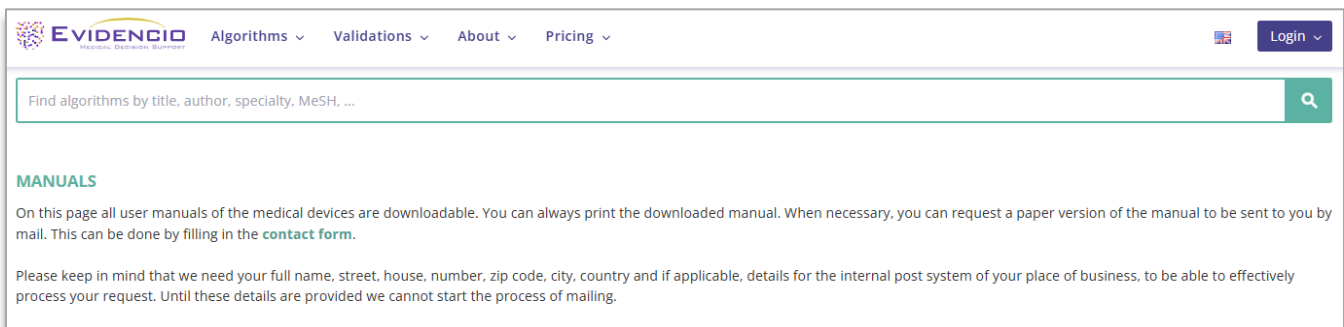 EVIDENCIO
MEDICAL DECISION SUPPORT
Algorithms
Validations
About
Pricing
Login
Find algorithms by title, author, specialty, MeSH, ...
MANUALS
On this page all user manuals of the medical devices are downloadable. You can always print the downloaded manual. When necessary, you can request a paper version of the manual to be sent to you by
mail. This can be done by filling in the contact form.
Please keep in mind that we need your full name, street, house, number, zip code, city, country and if applicable, details for the internal post system of your place of business, to be able to effectively
process your request. Until these details are provided we cannot start the process of mailing.